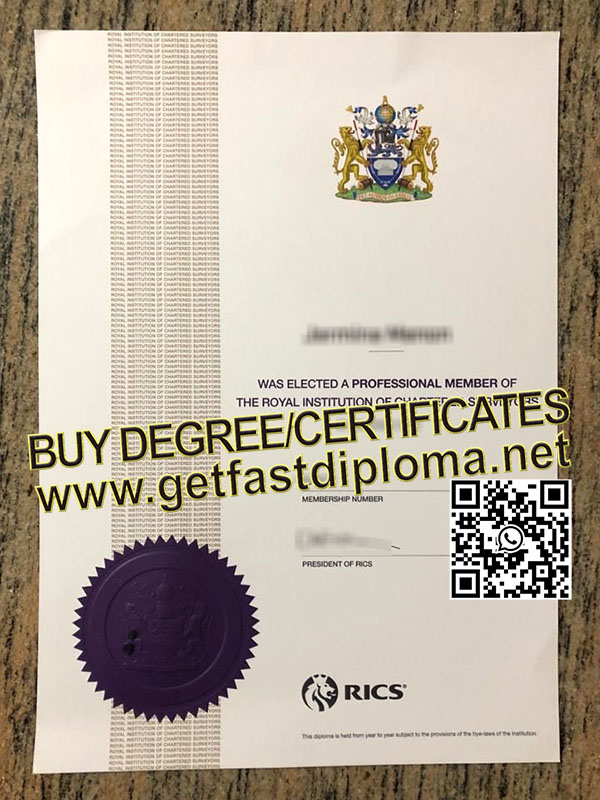 ROYAL INSTITUTION OF CHARTERED SURVEYORS
WAS ELECTED A PROFESSIONAL MEMBER OF
THE ROYAL INSTITUTION OF CHARTERED SURVEYORS
BUY DEGREE/CERTIFICATES
www.getfastdiploma.net
MEMBERSHIP NUMBER
PRESIDENT OF RICS
RICS®
This diploma is held from year to year subject to the provisions of the bye-laws of the Institution.